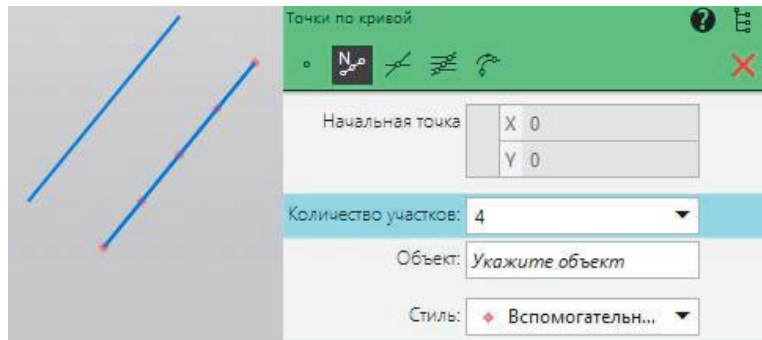 Точки по кривой
N
Начальная точка X 0
Y 0
Количество участков: 4
Объект: Укажите объект
Стиль: Вспомогательн...